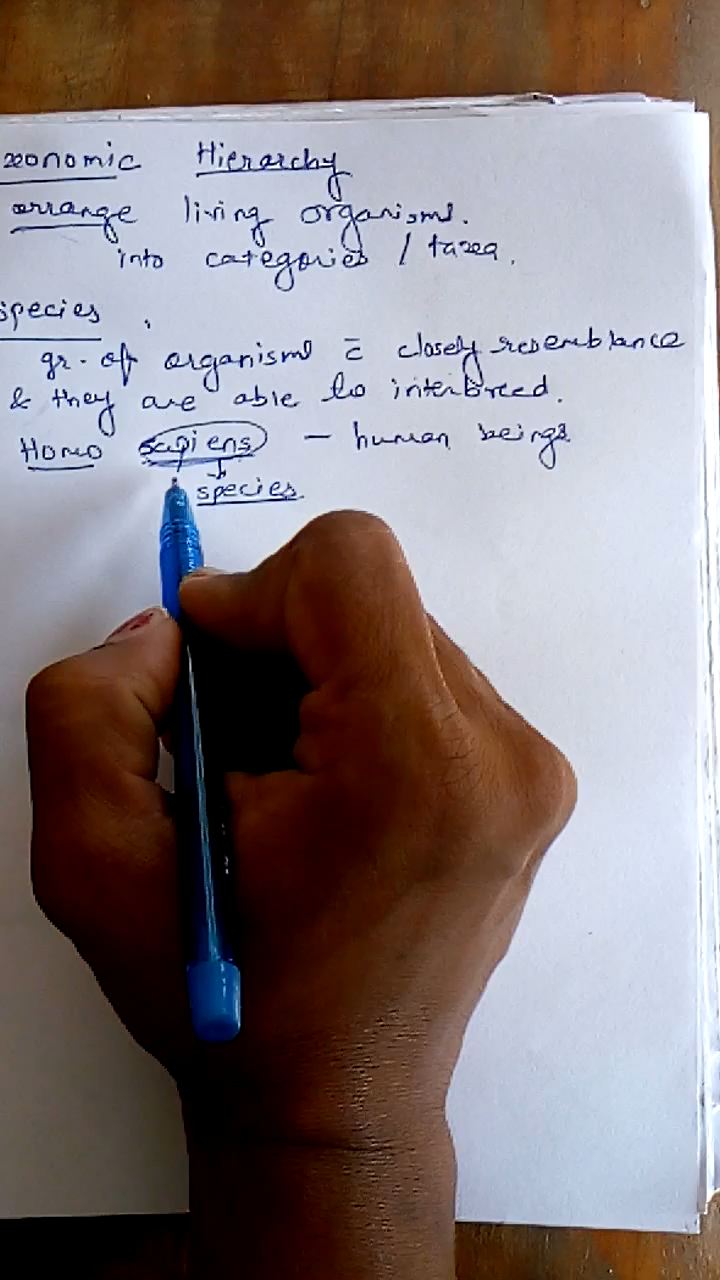 xonomic Hierarchy
arrange living organisms.
into categories / taxa.
species
gr. of organisms c̄ closely resemblance
& they are able to interbreed.
Homo sapiens – human beings
species